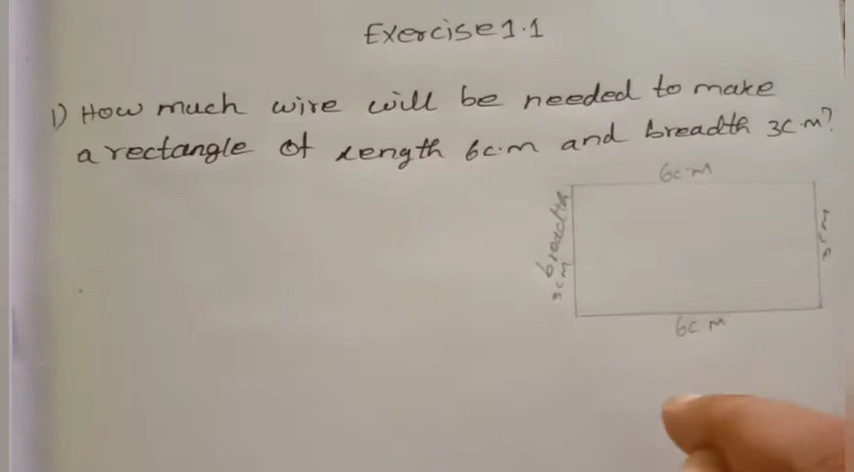 Exercise 1.1
1) How much wire will be needed to make
a rectangle of length 6c.m and breadth 3c.m?
6c.m
breadth
3cm
3cm
6c m